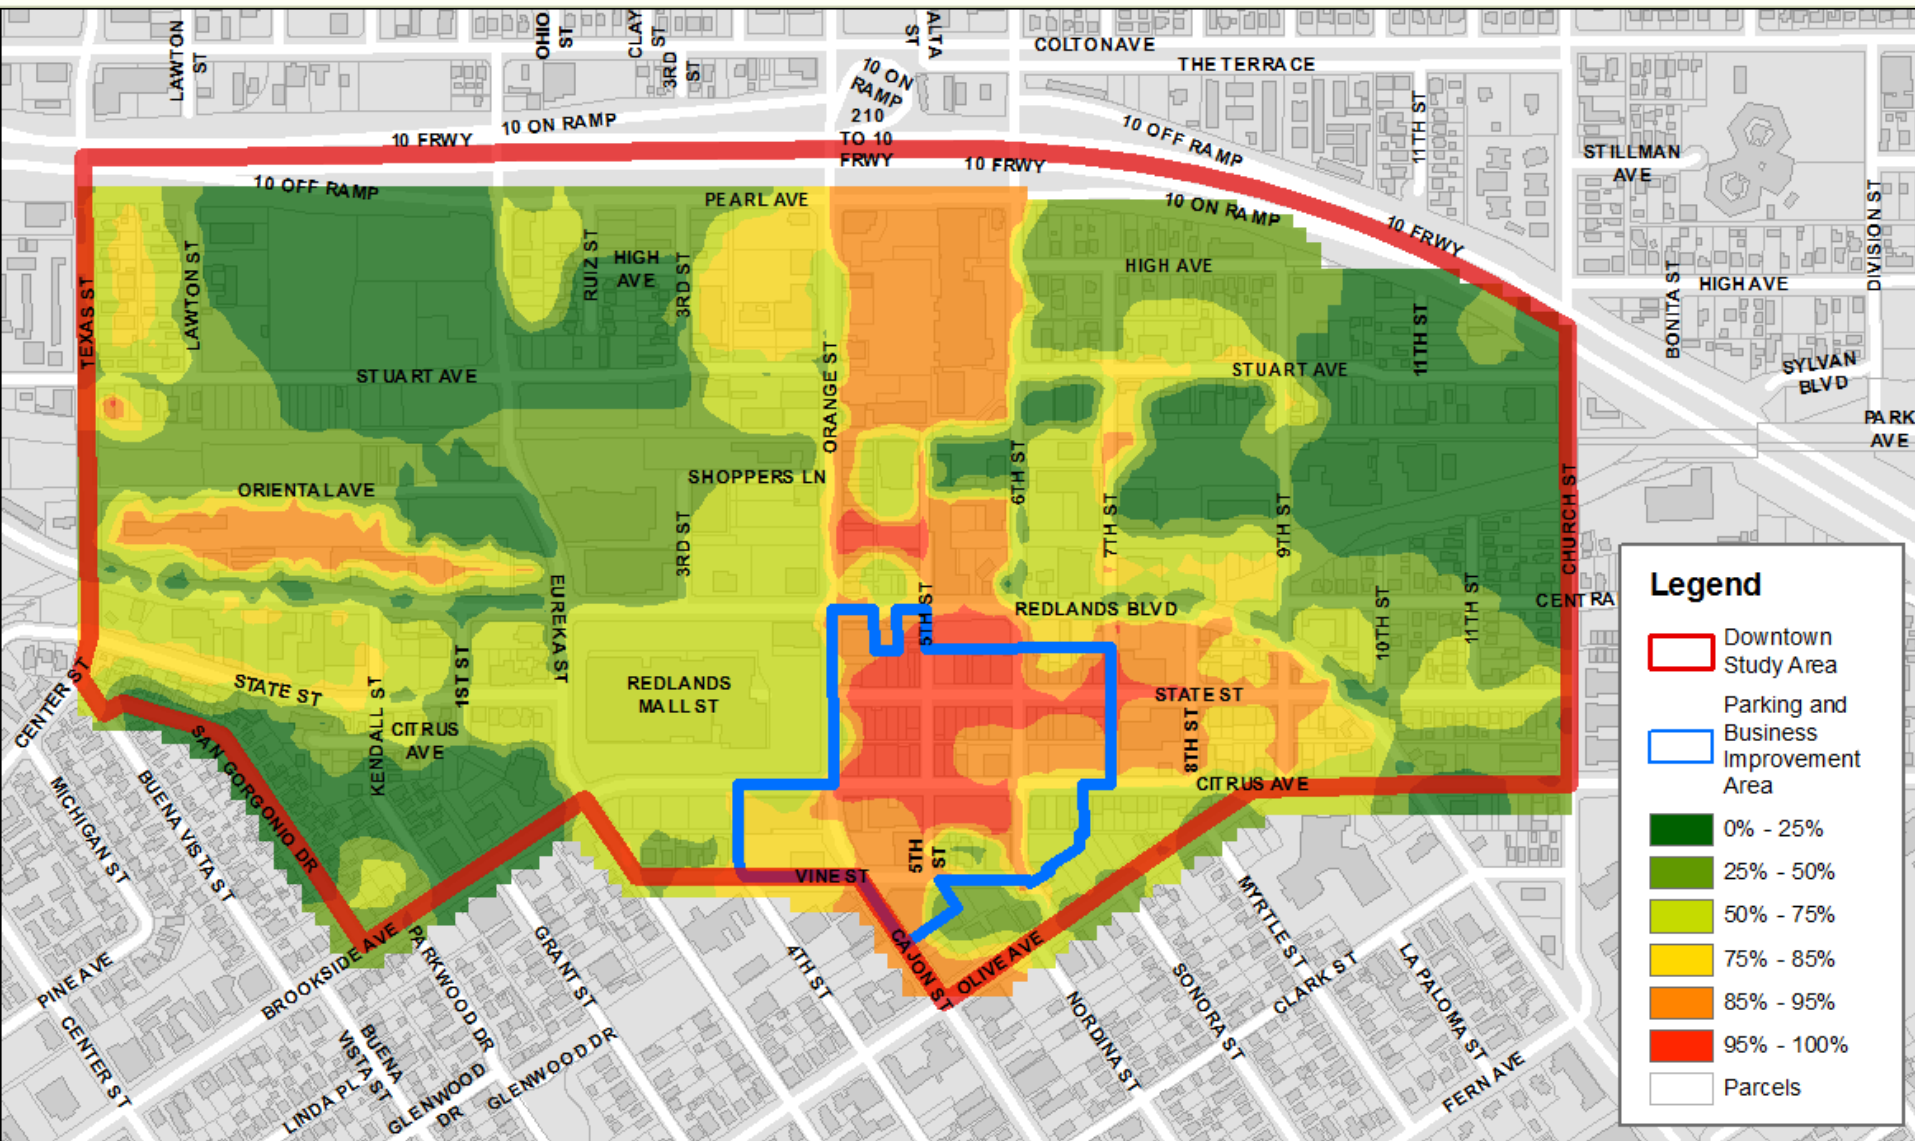 LAWTON
ST
OHIO
ST
CLAY
ST
3RD
ST
ALTA
ST
COLTON AVE
THE TERRACE
10 ON
RAMP
210
TO 10
FRWY
10 FRWY
10 ON RAMP
10 FRWY
10 OFF RAMP
11TH ST
STILLMAN
AVE
DIVISION ST
10 OFF RAMP
PEARL AVE
10 ON RAMP
10 FRWY
TEXAS ST
LAWTON ST
RUIZ ST
HIGH
AVE
3RD ST
HIGH AVE
11TH ST
BONITA ST
HIGH AVE
STUART AVE
ORANGE ST
STUART AVE
SYLVAN
BLVD
PARK
AVE
ORIENTAL AVE
SHOPPERS LN
6TH ST
3RD ST
7TH ST
9TH ST
CHURCH ST
EUREKA ST
5TH ST
REDLANDS BLVD
10TH ST
11TH ST
CENTRA
CENTER ST
STATE ST
KENDALL ST
1ST ST
CITRUS
AVE
REDLANDS
MALL ST
STATE ST
8TH ST
CITRUS AVE
SAN GORGONIO DR
MICHIGAN ST
BUENA VISTA ST
VINE ST
5TH
ST
CAJON ST
OLIVE AVE
PINE AVE
CENTER ST
BROOKSIDE AVE
PARKWOOD DR
GRANT ST
4TH ST
NORDINA ST
SONORA ST
MYRTLE ST
CLARK ST
LA PALOMA ST
FERN AVE
BUENA
VISTA ST
LINDA PL
GLENWOOD
DR
GLENWOOD DR
Legend
Downtown
Study Area
Parking and
Business
Improvement
Area
0% - 25%
25% - 50%
50% - 75%
75% - 85%
85% - 95%
95% - 100%
Parcels